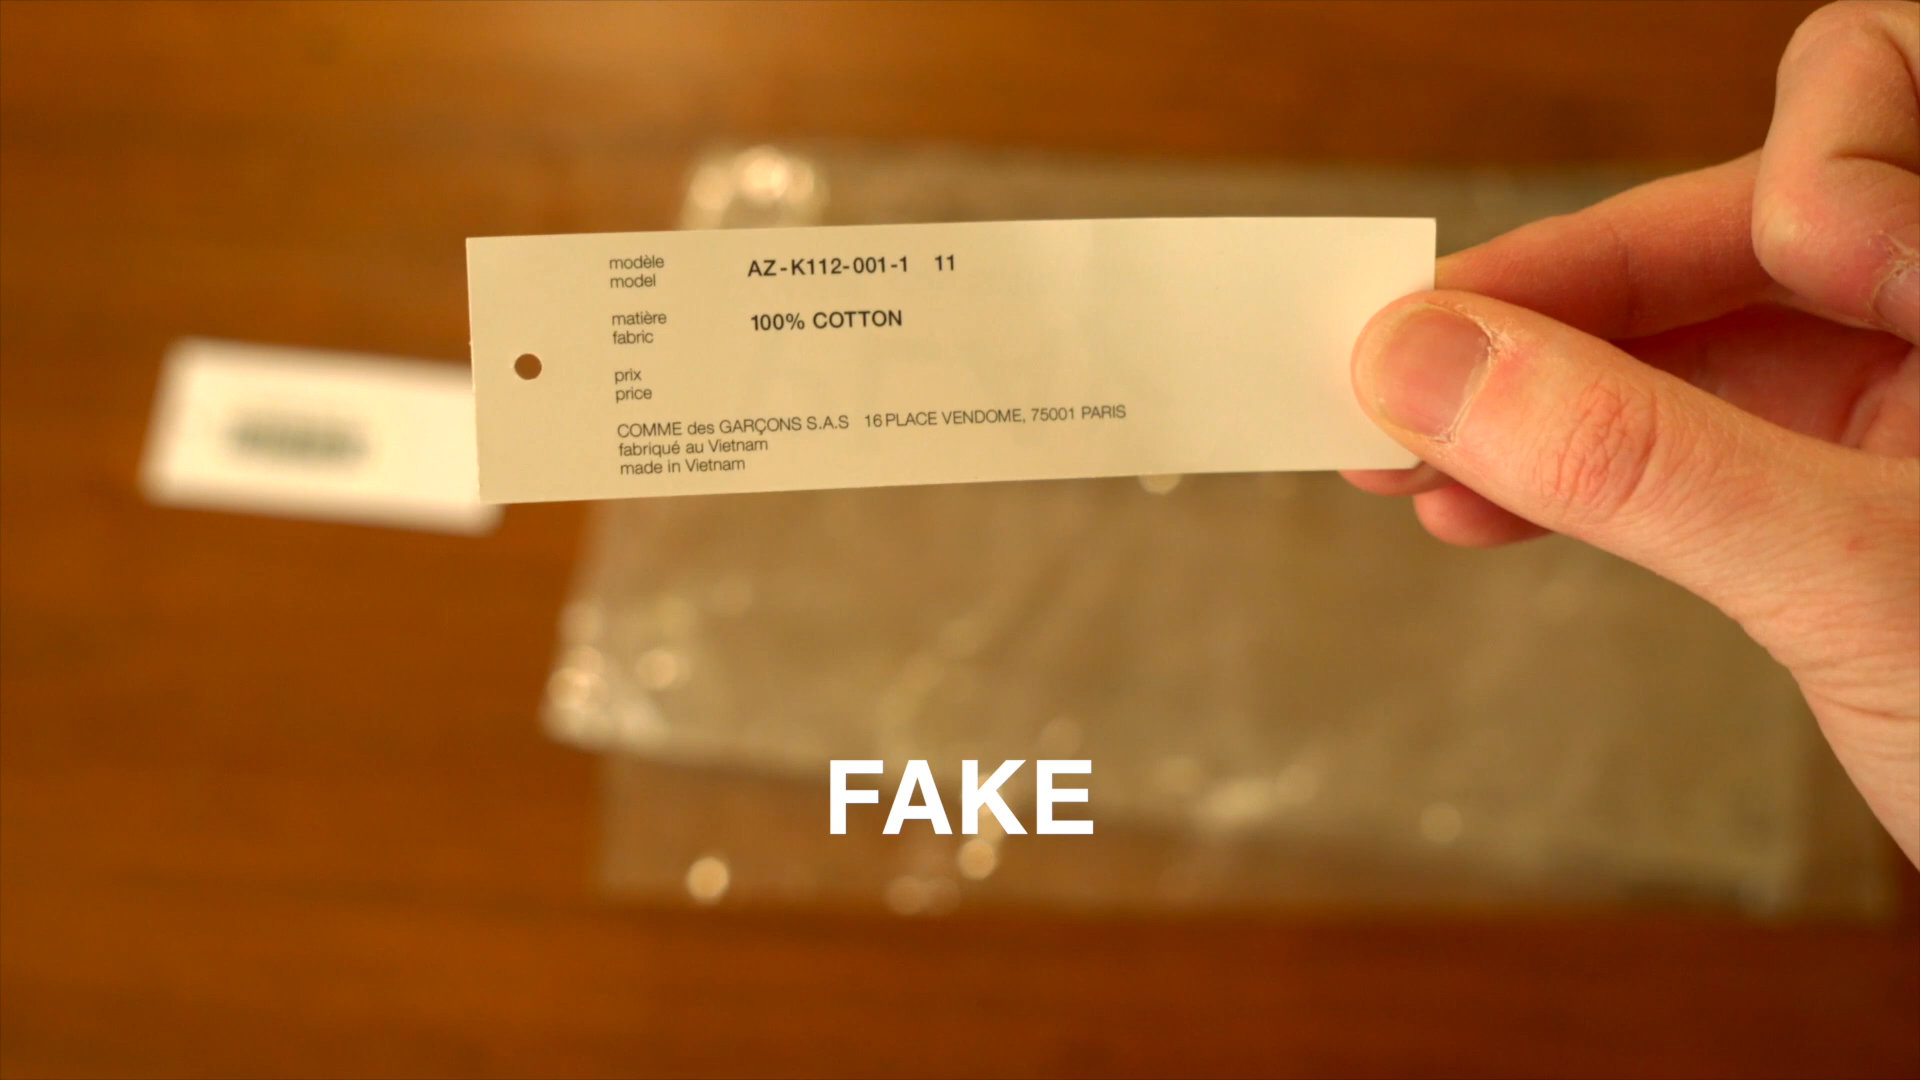 modèle AZ-K112-001-1 11
model
matière 100% COTTON
fabric
prix
price
COMME des GARÇONS S.A.S 16 PLACE VENDOME, 75001 PARIS
fabriqué au Vietnam
made in Vietnam
FAKE